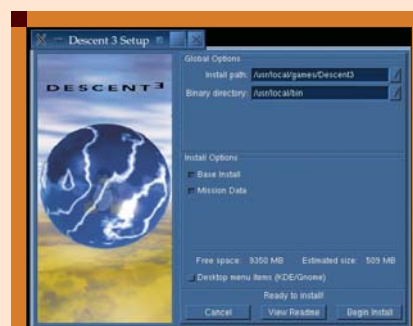 Descent 3 Setup
DESCENT3
Global Options
Install path: /usr/local/games/Descent3
Binary directory: /usr/local/bin
Install Options
Base Install
Mission Data
Free space: 9350 MB Estimated size: 509 MB
Desktop menu items (KDE/Gnome)
Ready to install!
Cancel View Readme Begin Install